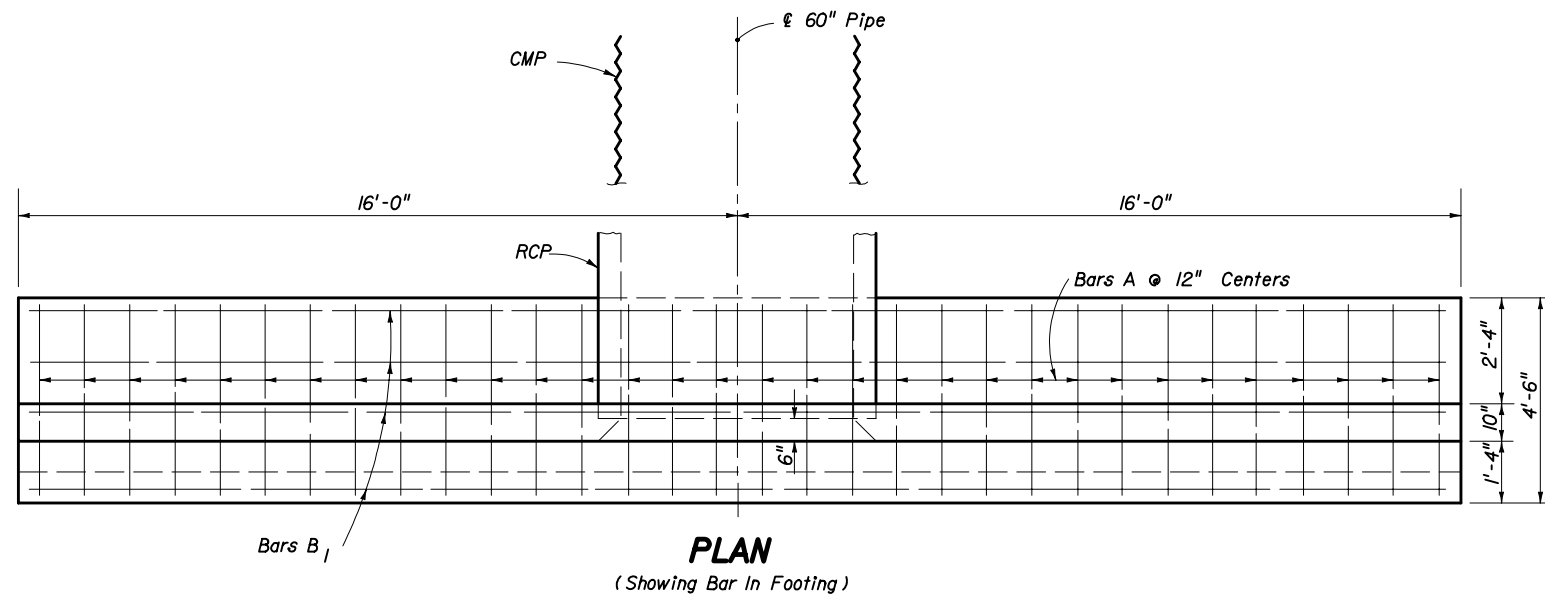 ℄ 60" Pipe
CMP
16'-0"
16'-0"
RCP
Bars A @ 12" Centers
2'-4"
4'-6"
10"
6"
1'-4"
Bars B1
PLAN
(Showing Bar In Footing)